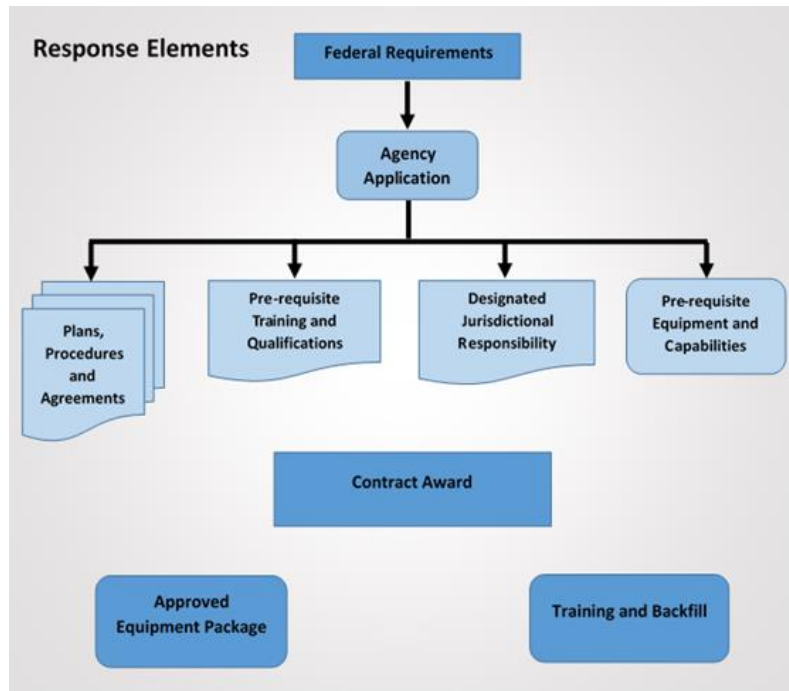 Response Elements
Federal Requirements
Agency
Application
Plans,
Procedures
and
Agreements
Pre-requisite
Training and
Qualifications
Designated
Jurisdictional
Responsibility
Pre-requisite
Equipment and
Capabilities
Contract Award
Approved
Equipment Package
Training and Backfill